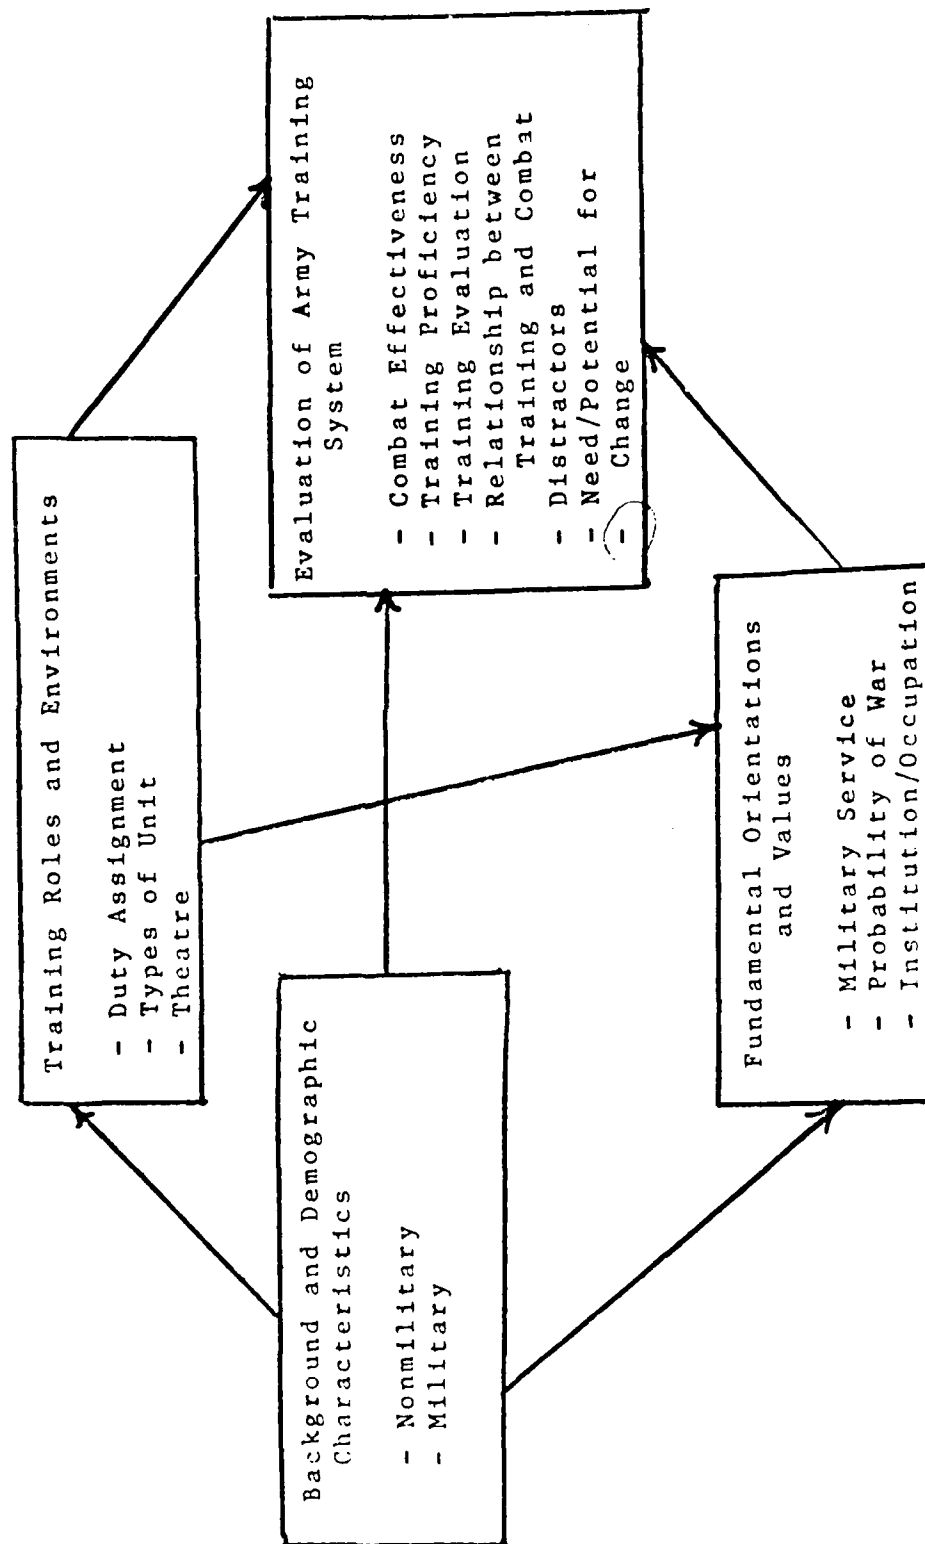 Training Roles and Environments
- Duty Assignment
- Types of Unit
- Theatre
Background and Demographic
Characteristics
- Nonmilitary
- Military
Evaluation of Army Training
System
- Combat Effectiveness
- Training Proficiency
- Training Evaluation
- Relationship between
Training and Combat
- Distractors
- Need/Potential for
- Change
Fundamental Orientations
and Values
- Military Service
- Probability of War
- Institution/Occupation